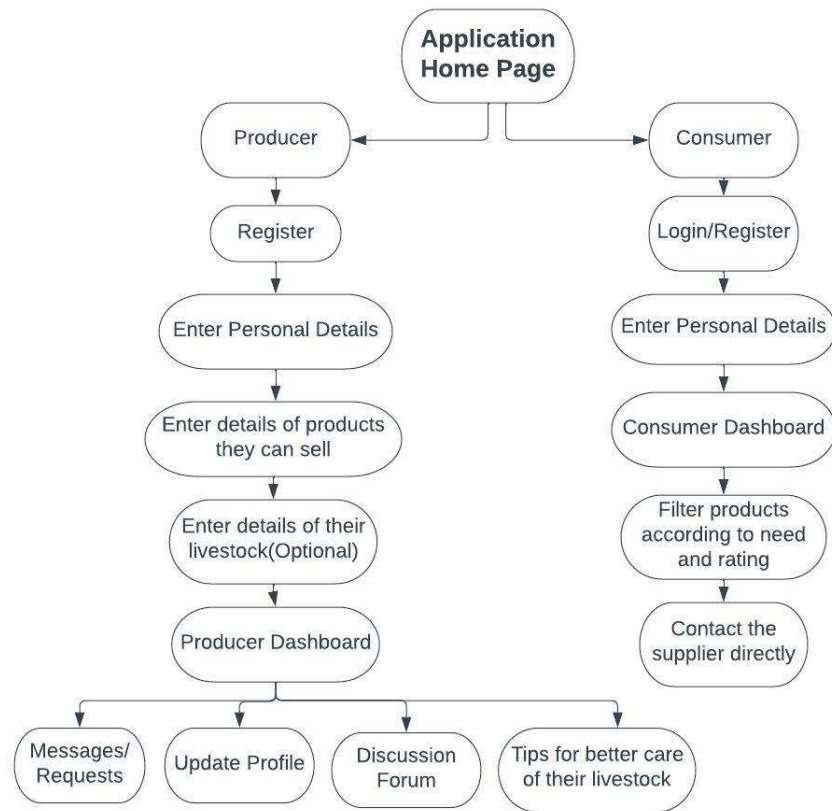 Application
Home Page
Producer
Consumer
Register
Login/Register
Enter Personal Details
Enter Personal Details
Enter details of products
they can sell
Consumer Dashboard
Enter details of their
livestock(Optional)
Filter products
according to need
and rating
Producer Dashboard
Contact the
supplier directly
Messages/
Requests
Update Profile
Discussion
Forum
Tips for better care
of their livestock